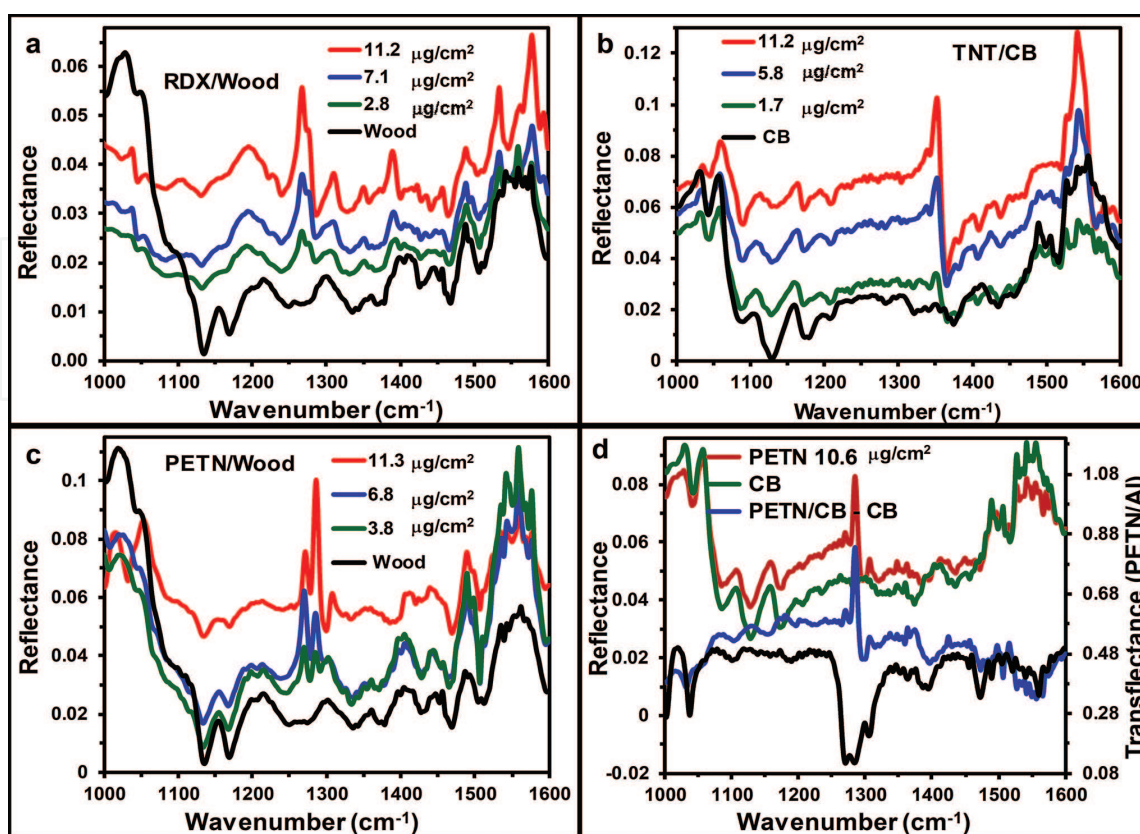 a
RDX/Wood
11.2 µg/cm²
7.1 µg/cm²
2.8 µg/cm²
Wood
Reflectance
0.06
0.05
0.04
0.03
0.02
0.01
0.00
1000 1100 1200 1300 1400 1500 1600
Wavenumber (cm⁻¹)
b
TNT/CB
11.2 µg/cm²
5.8 µg/cm²
1.7 µg/cm²
CB
Reflectance
0.12
0.1
0.08
0.06
0.04
0.02
0
1000 1100 1200 1300 1400 1500 1600
Wavenumber (cm⁻¹)
c
PETN/Wood
11.3 µg/cm²
6.8 µg/cm²
3.8 µg/cm²
Wood
Reflectance
0.1
0.08
0.06
0.04
0.02
0
1000 1100 1200 1300 1400 1500 1600
Wavenumber (cm⁻¹)
d
PETN 10.6 µg/cm²
CB
PETN/CB - CB
Reflectance
0.08
0.06
0.04
0.02
0
-0.02
1000 1100 1200 1300 1400 1500 1600
Wavenumber (cm⁻¹)
1.08
0.88
0.68
0.48
0.28
0.08
Transflectance (PETN/Al)